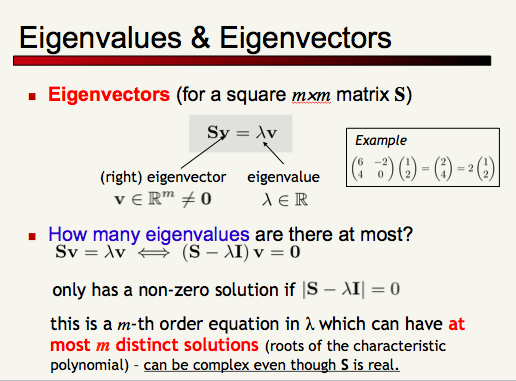 Eigenvalues & Eigenvectors
Eigenvectors (for a square m×m matrix S)
Sv = λv
Example
(6 -2; 4 0) (1; 2) = (2; 4) = 2 (1; 2)
(right) eigenvector eigenvalue
v ∈ ℝᵐ ≠ 0 λ ∈ ℝ
How many eigenvalues are there at most?
Sv = λv ⟺ (S − λI) v = 0
only has a non-zero solution if |S − λI| = 0
this is a m-th order equation in λ which can have at
most m distinct solutions (roots of the characteristic
polynomial) - can be complex even though S is real.